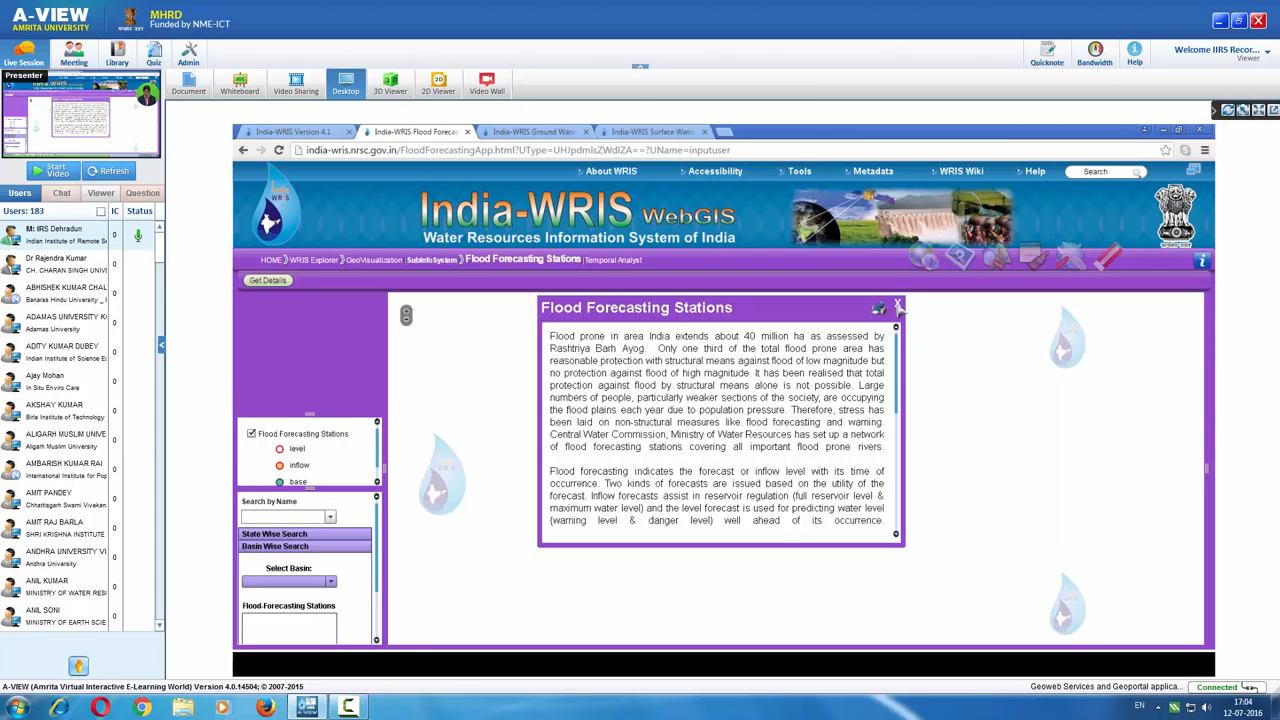 A-VIEW
AMRITA UNIVERSITY
MHRD
Funded by NME-ICT
Live Session
Meeting
Library
Quiz
Admin
Quicknote
Bandwidth
Help
Welcome IIRS Recor...
Viewer
Presenter
Document
Whiteboard
Video Sharing
Desktop
3D Viewer
2D Viewer
Video Wall
Start Video
Refresh
Users
Chat
Viewer
Question
Users: 183
IC
Status
M: IIRS Dehradun
0
Indian Institute of Remote Se
Dr Rajendra Kumar
0
CH. CHARAN SINGH UNIVI
ABHISHEK KUMAR CHAU
0
Banaras Hindu University _
ADAMAS UNIVERSITY K
0
Adamas University
ADITYA KUMAR DUBEY
0
Indian Institute of Science Ec
Ajay Mohan
0
In Situ Enviro Care
AKSHAY KUMAR
0
Birla Institute of Technology
ALIGARH MUSLIM UNIVE
0
Aligarh Muslim University
AMBARISH KUMAR RAI
0
International Institute for Pop
AMIT PANDEY
0
Chhattisgarh Swami Vivekan
AMIT RAJ BARLA
0
SHRI KRISHNA INSTITUT
ANDHRA UNIVERSITY VI
0
Andhra University
ANIL KUMAR
0
MINISTRY OF WATER RES
ANIL SONI
0
MINISTRY OF EARTH SCIE
India-WRIS Version 4.1
India-WRIS Flood Foreca
India-WRIS Ground Wate
India-WRIS Surface Wate
india-wris.nrsc.gov.in/FloodForecastingApp.html?UType=UHJpdmlsZWdlZA==?UName=inputuser
About WRIS
Accessibility
Tools
Metadata
WRIS Wiki
Help
Search
India-WRIS WebGIS
Water Resources Information System of India
HOME
WRIS Explorer
GeoVisualization
SubInfoSystem
Flood Forecasting Stations
Temporal Analyst
Get Details
Flood Forecasting Stations
X
Flood prone in area India extends about 40 million ha as assessed by
Rashtriya Barh Ayog. Only one third of the total flood prone area has
reasonable protection with structural means against flood of low magnitude but
no protection against flood of high magnitude. It has been realised that total
protection against flood by structural means alone is not possible. Large
numbers of people, particularly weaker sections of the society, are occupying
the flood plains each year due to population pressure. Therefore, stress has
been laid on non-structural measures like flood forecasting and warning.
Central Water Commission, Ministry of Water Resources has set up a network
of flood forecasting stations covering all important flood prone rivers.
Flood forecasting indicates the forecast or inflow level with its time of
occurrence. Two kinds of forecasts are issued based on the utility of the
forecast. Inflow forecasts assist in reservoir regulation (full reservoir level &
maximum water level) and the level forecast is used for predicting water level
(warning level & danger level) well ahead of its occurrence.
Flood Forecasting Stations
level
inflow
base
Search by Name
State Wise Search
Basin Wise Search
Select Basin:
Flood-Forecasting Stations
A-VIEW (Amrita Virtual Interactive E-Learning World) Version 4.0.14504; © 2007-2015
Geoweb Services and Geoportal applica...
Connected
EN
17:04
12-07-2016